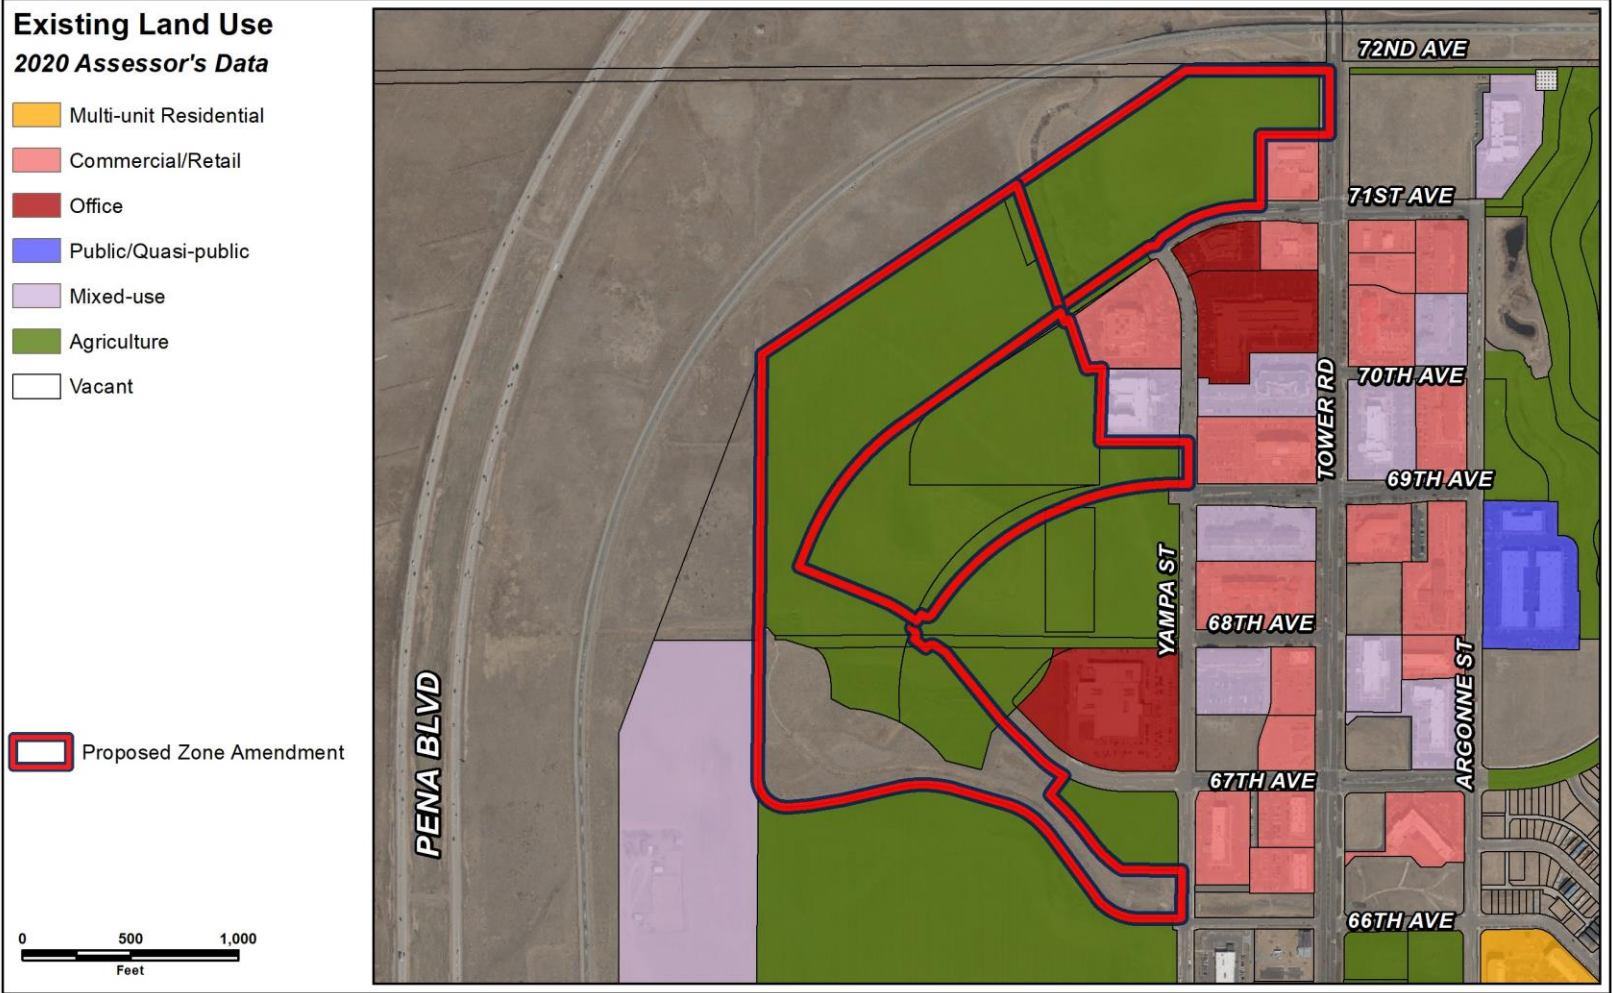 Existing Land Use
2020 Assessor's Data
Multi-unit Residential
Commercial/Retail
Office
Public/Quasi-public
Mixed-use
Agriculture
Vacant
Proposed Zone Amendment
0 500 1,000
Feet
72ND AVE
71ST AVE
70TH AVE
TOWER RD
69TH AVE
YAMPA ST
68TH AVE
ARGONNE ST
PENA BLVD
67TH AVE
66TH AVE